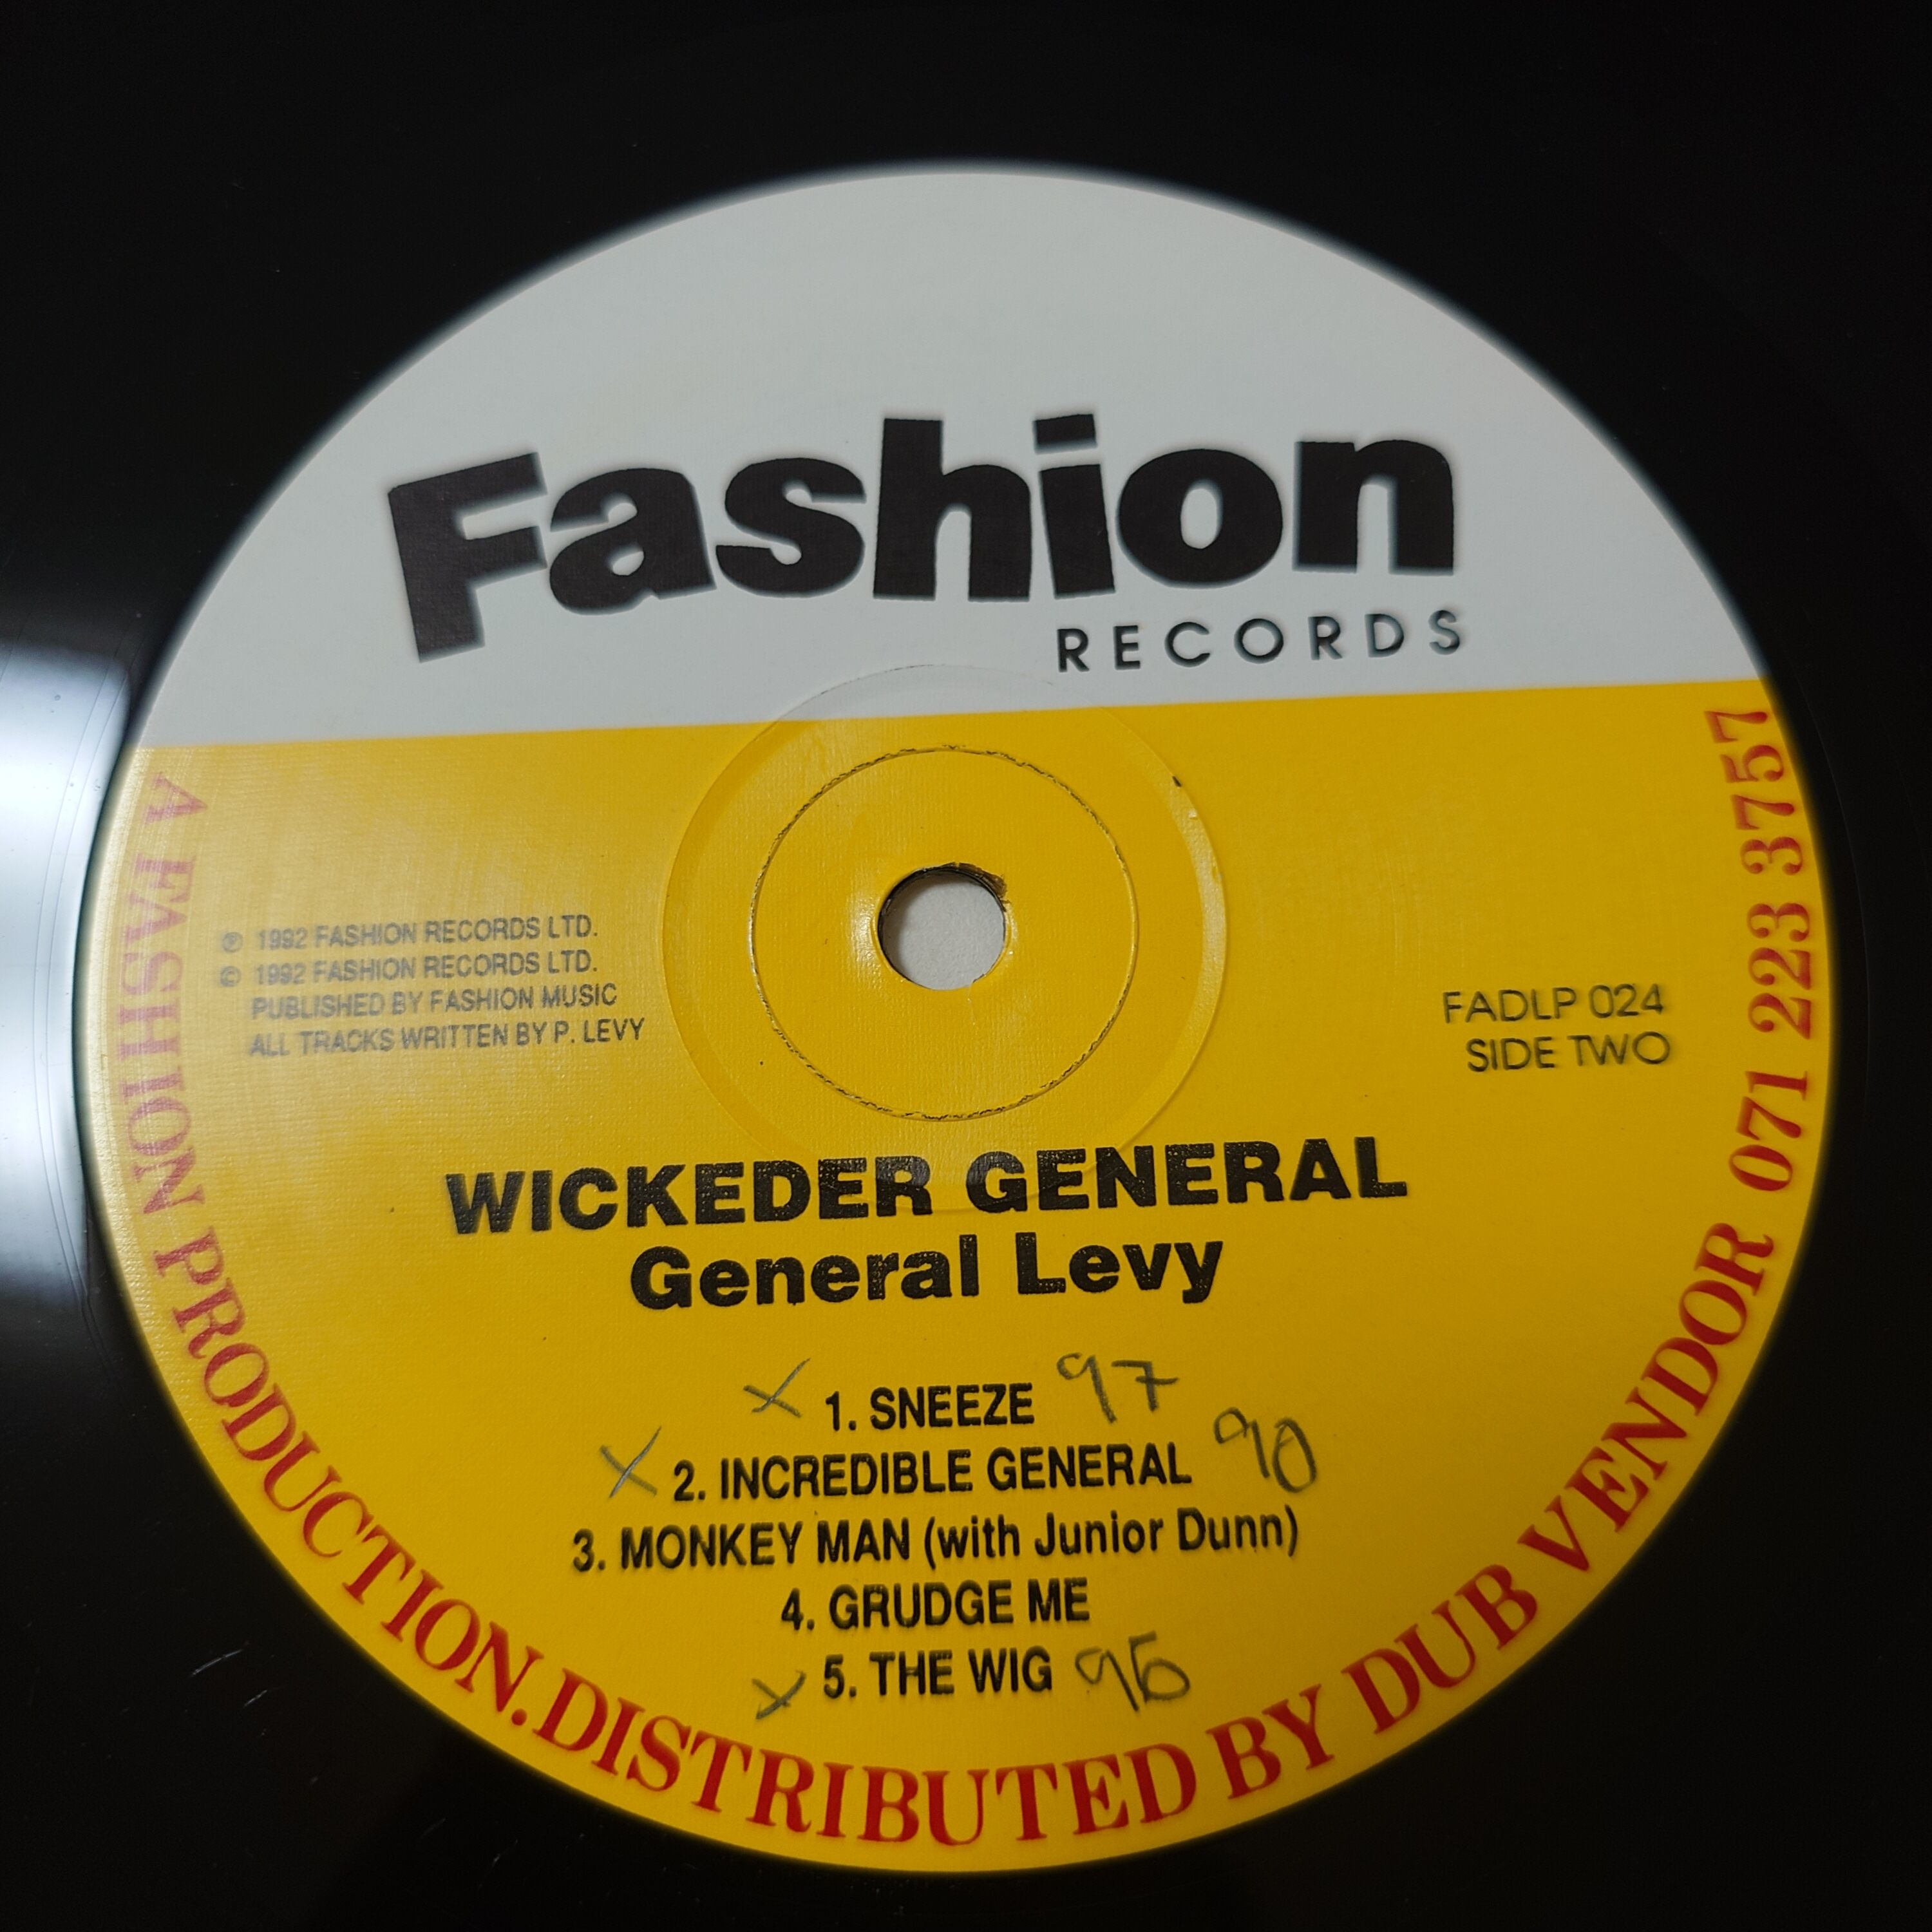 Fashion
RECORDS
℗ 1992 FASHION RECORDS LTD.
© 1992 FASHION RECORDS LTD.
PUBLISHED BY FASHION MUSIC
ALL TRACKS WRITTEN BY P. LEVY
FADLP 024
SIDE TWO
WICKEDER GENERAL
General Levy
X 1. SNEEZE 97
X 2. INCREDIBLE GENERAL 90
3. MONKEY MAN (with Junior Dunn)
4. GRUDGE ME
X 5. THE WIG 95
A FASHION PRODUCTION. DISTRIBUTED BY DUB VENDOR 071 223 3757